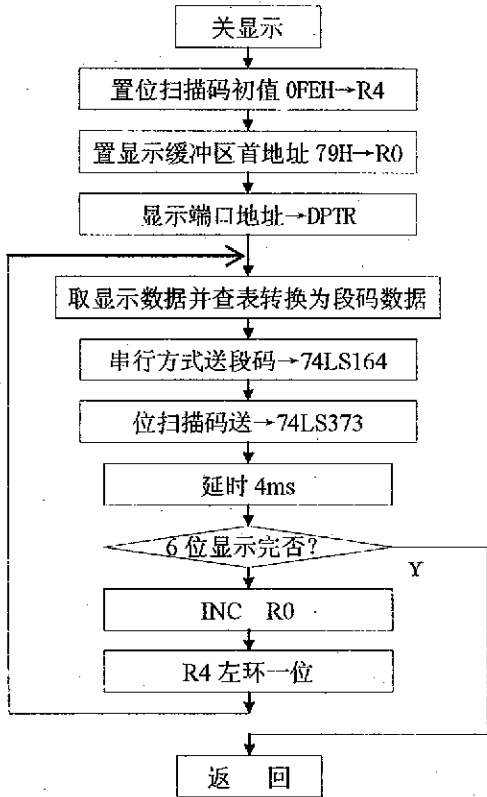 关显示
置位扫描码初值 0FEH→R4
置显示缓冲区首地址 79H→R0
显示端口地址→DPTR
取显示数据并查表转换为段码数据
串行方式送段码→74LS164
位扫描码送→74LS373
延时 4ms
6 位显示完否?
Y
INC R0
R4 左环一位
返 回